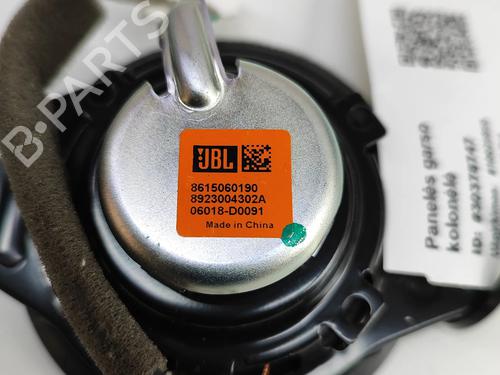 B-PARTS
JBL
8615060190
8923004302A
06018-D0091
Made in China
Panelės garso
kolonėlė